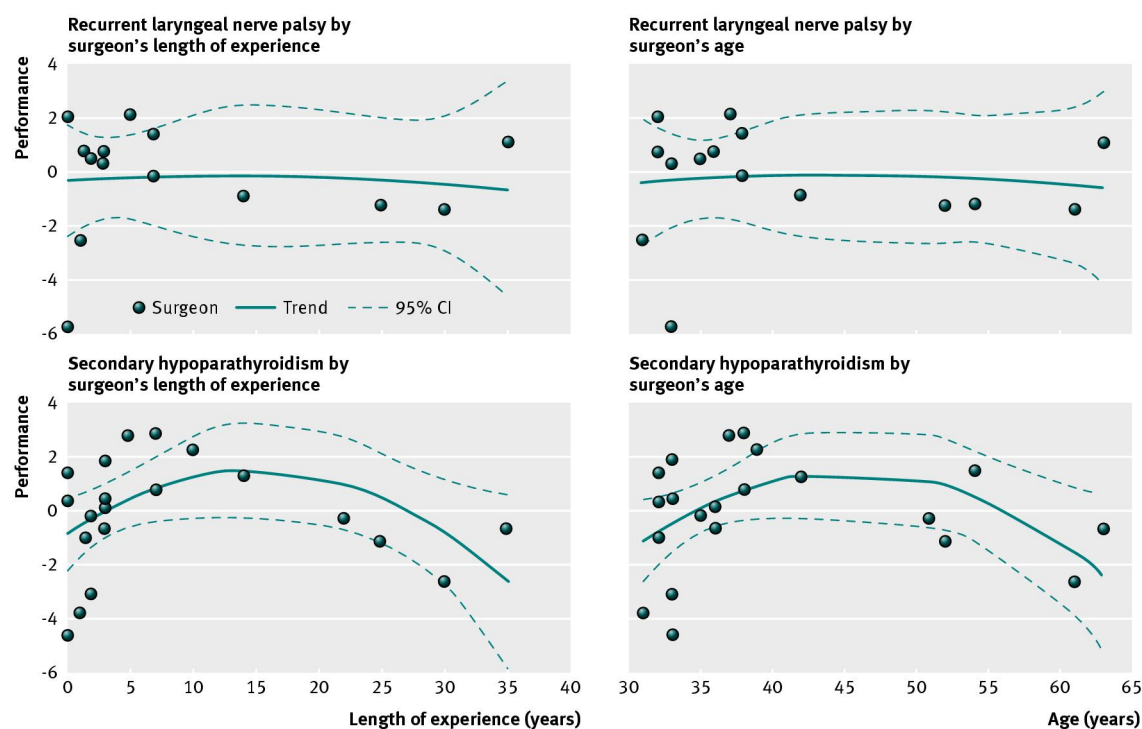 Recurrent laryngeal nerve palsy by
surgeon's length of experience
Performance
4
2
0
-2
-4
-6
Surgeon
Trend
95% CI
Recurrent laryngeal nerve palsy by
surgeon's age
Secondary hypoparathyroidism by
surgeon's length of experience
Performance
4
2
0
-2
-4
-6
0 5 10 15 20 25 30 35 40
Length of experience (years)
Secondary hypoparathyroidism by
surgeon's age
30 35 40 45 50 55 60 65
Age (years)